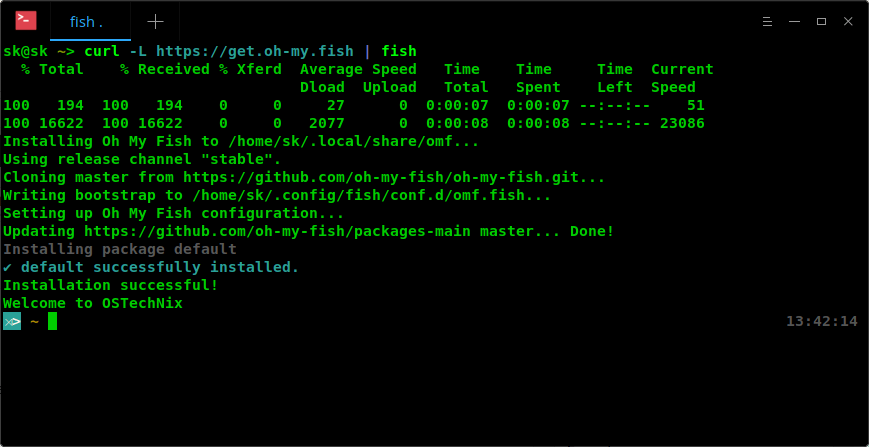 fish .
sk@sk ~> curl -L https://get.oh-my.fish | fish
% Total % Received % Xferd Average Speed Time Time Time Current
Dload Upload Total Spent Left Speed
100 194 100 194 0 0 27 0 0:00:07 0:00:07 --:--:-- 51
100 16622 100 16622 0 0 2077 0 0:00:08 0:00:08 --:--:-- 23086
Installing Oh My Fish to /home/sk/.local/share/omf...
Using release channel "stable".
Cloning master from https://github.com/oh-my-fish/oh-my-fish.git...
Writing bootstrap to /home/sk/.config/fish/conf.d/omf.fish...
Setting up Oh My Fish configuration...
Updating https://github.com/oh-my-fish/packages-main master... Done!
Installing package default
✔ default successfully installed.
Installation successful!
Welcome to OSTechNix
⋊> ~ 13:42:14